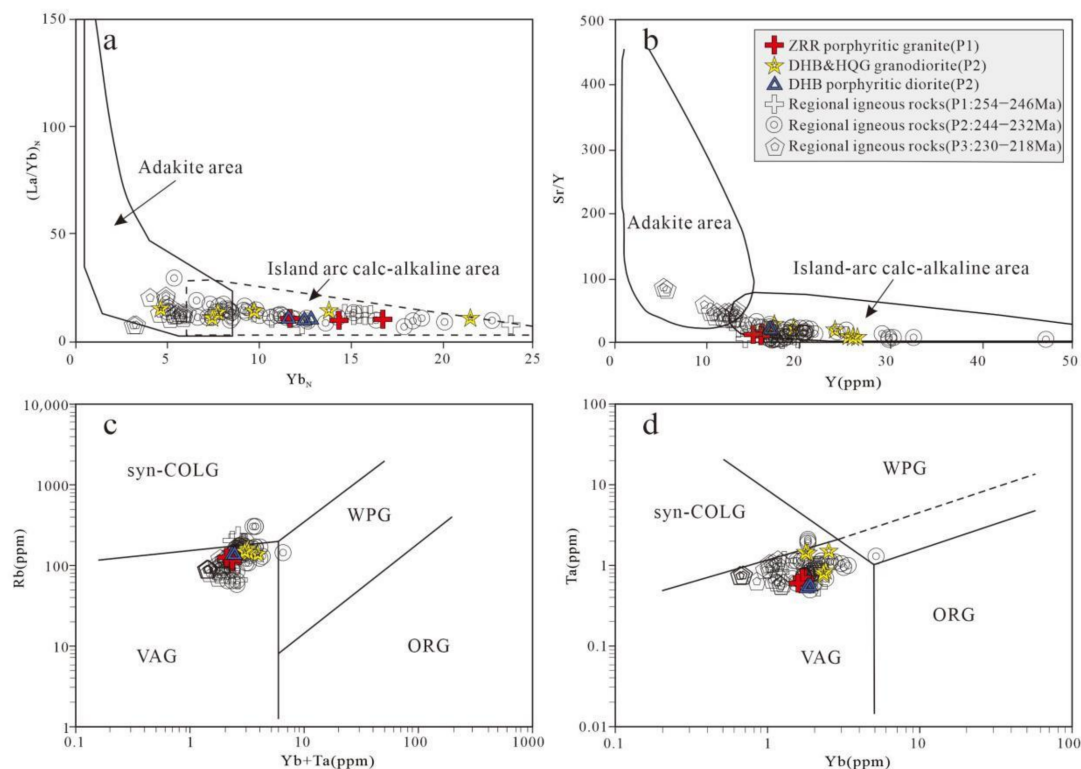 a
150
100
50
0
(La/Yb)N
Adakite area
Island arc calc-alkaline area
0
5
10
15
20
25
YbN
b
500
400
300
200
100
0
Sr/Y
ZRR porphyritic granite(P1)
DHB&HQG granodiorite(P2)
DHB porphyritic diorite(P2)
Regional igneous rocks(P1:254−246Ma)
Regional igneous rocks(P2:244−232Ma)
Regional igneous rocks(P3:230−218Ma)
Adakite area
Island-arc calc-alkaline area
0
10
20
30
40
50
Y(ppm)
c
10,000
1000
100
10
1
Rb(ppm)
syn-COLG
WPG
VAG
ORG
0.1
1
10
100
1000
Yb+Ta(ppm)
d
100
10
1
0.1
0.01
Ta(ppm)
syn-COLG
WPG
VAG
ORG
0.1
1
10
100
Yb(ppm)